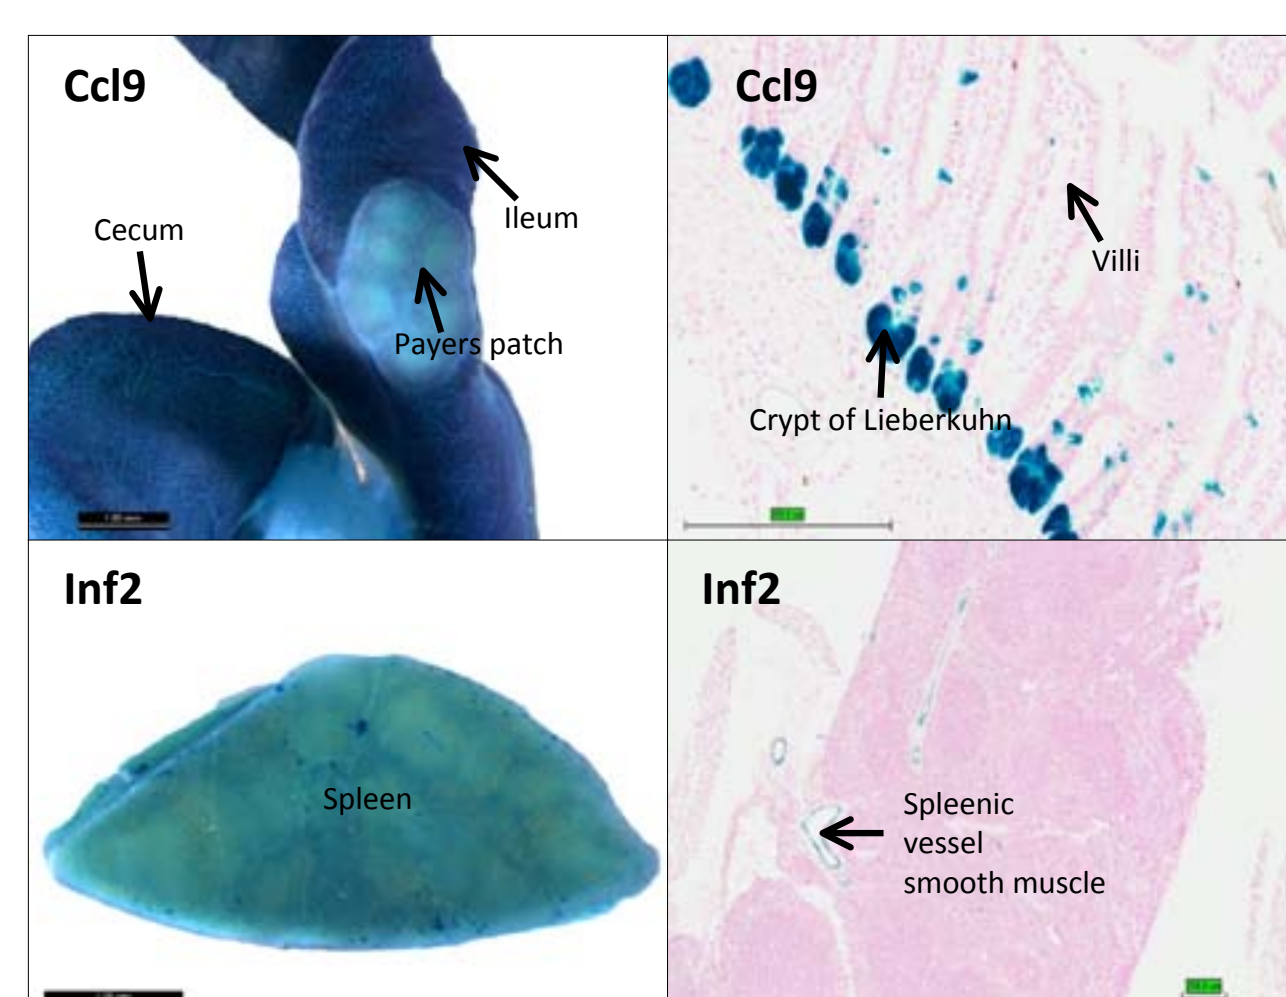 Ccl9
Cecum
Ileum
Payers patch
Ccl9
Villi
Crypt of Lieberkuhn
Inf2
Spleen
Inf2
Spleenic
vessel
smooth muscle